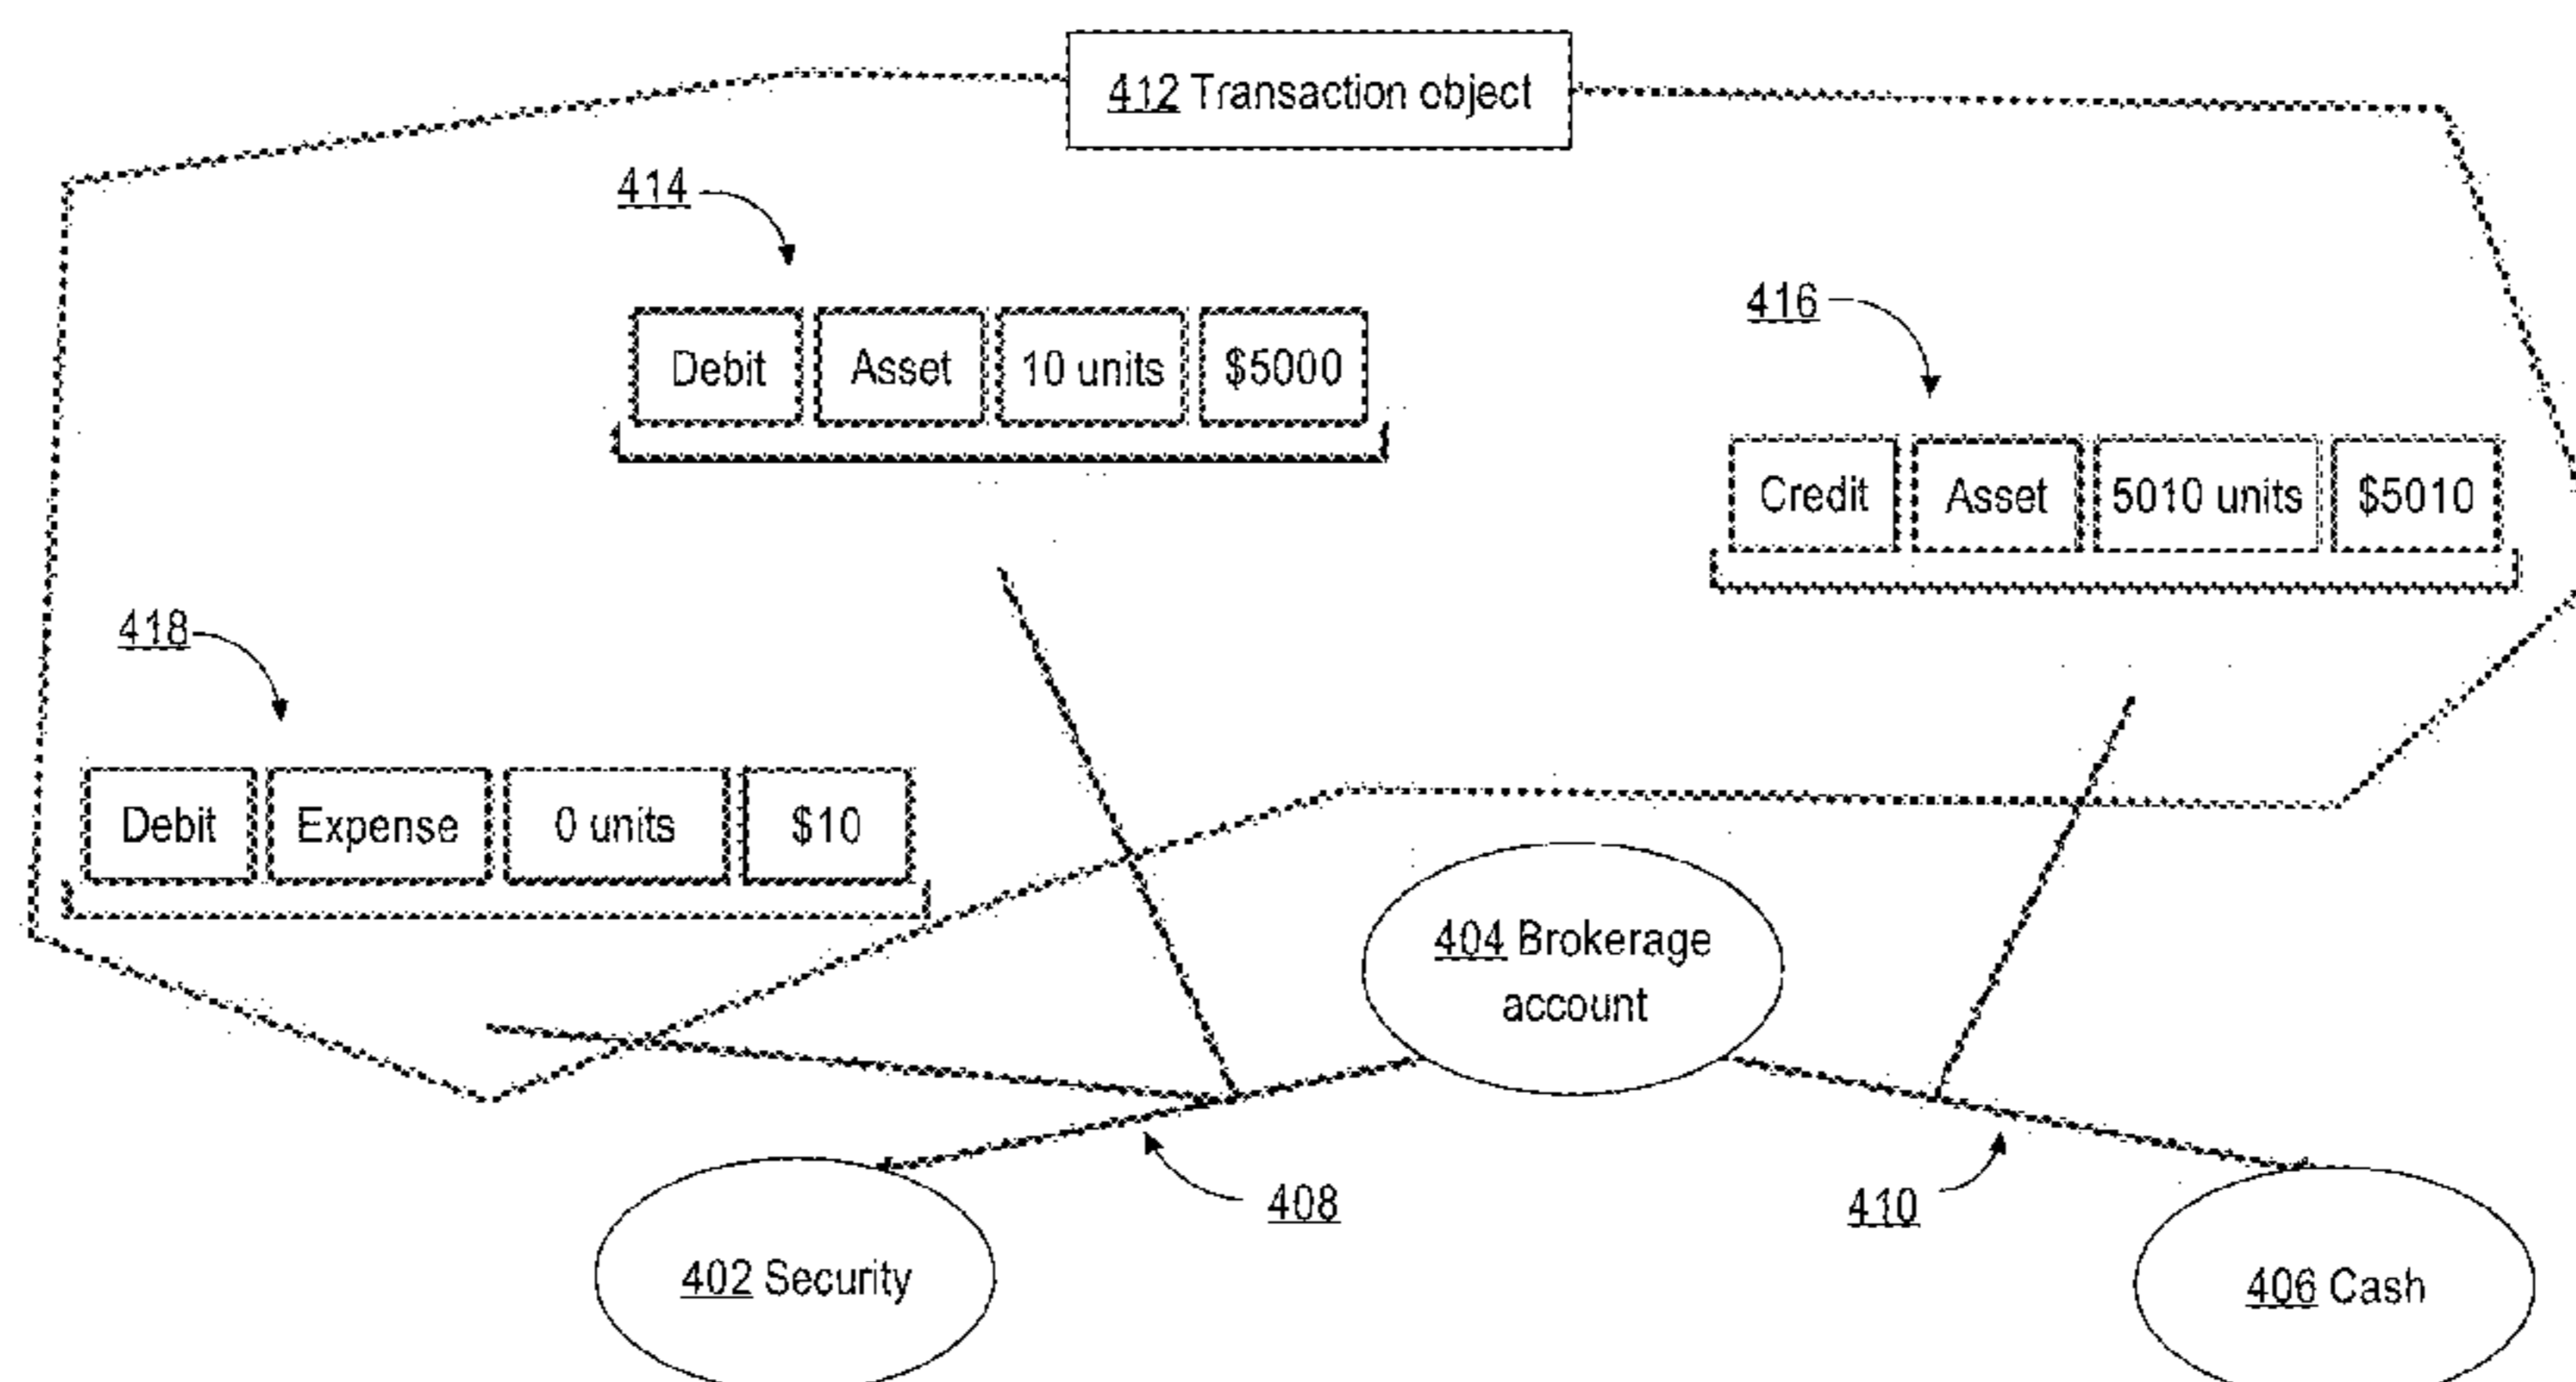 412 Transaction object
414
Debit Asset 10 units $5000
416
Credit Asset 5010 units $5010
418
Debit Expense 0 units $10
404 Brokerage
account
408
410
402 Security
406 Cash